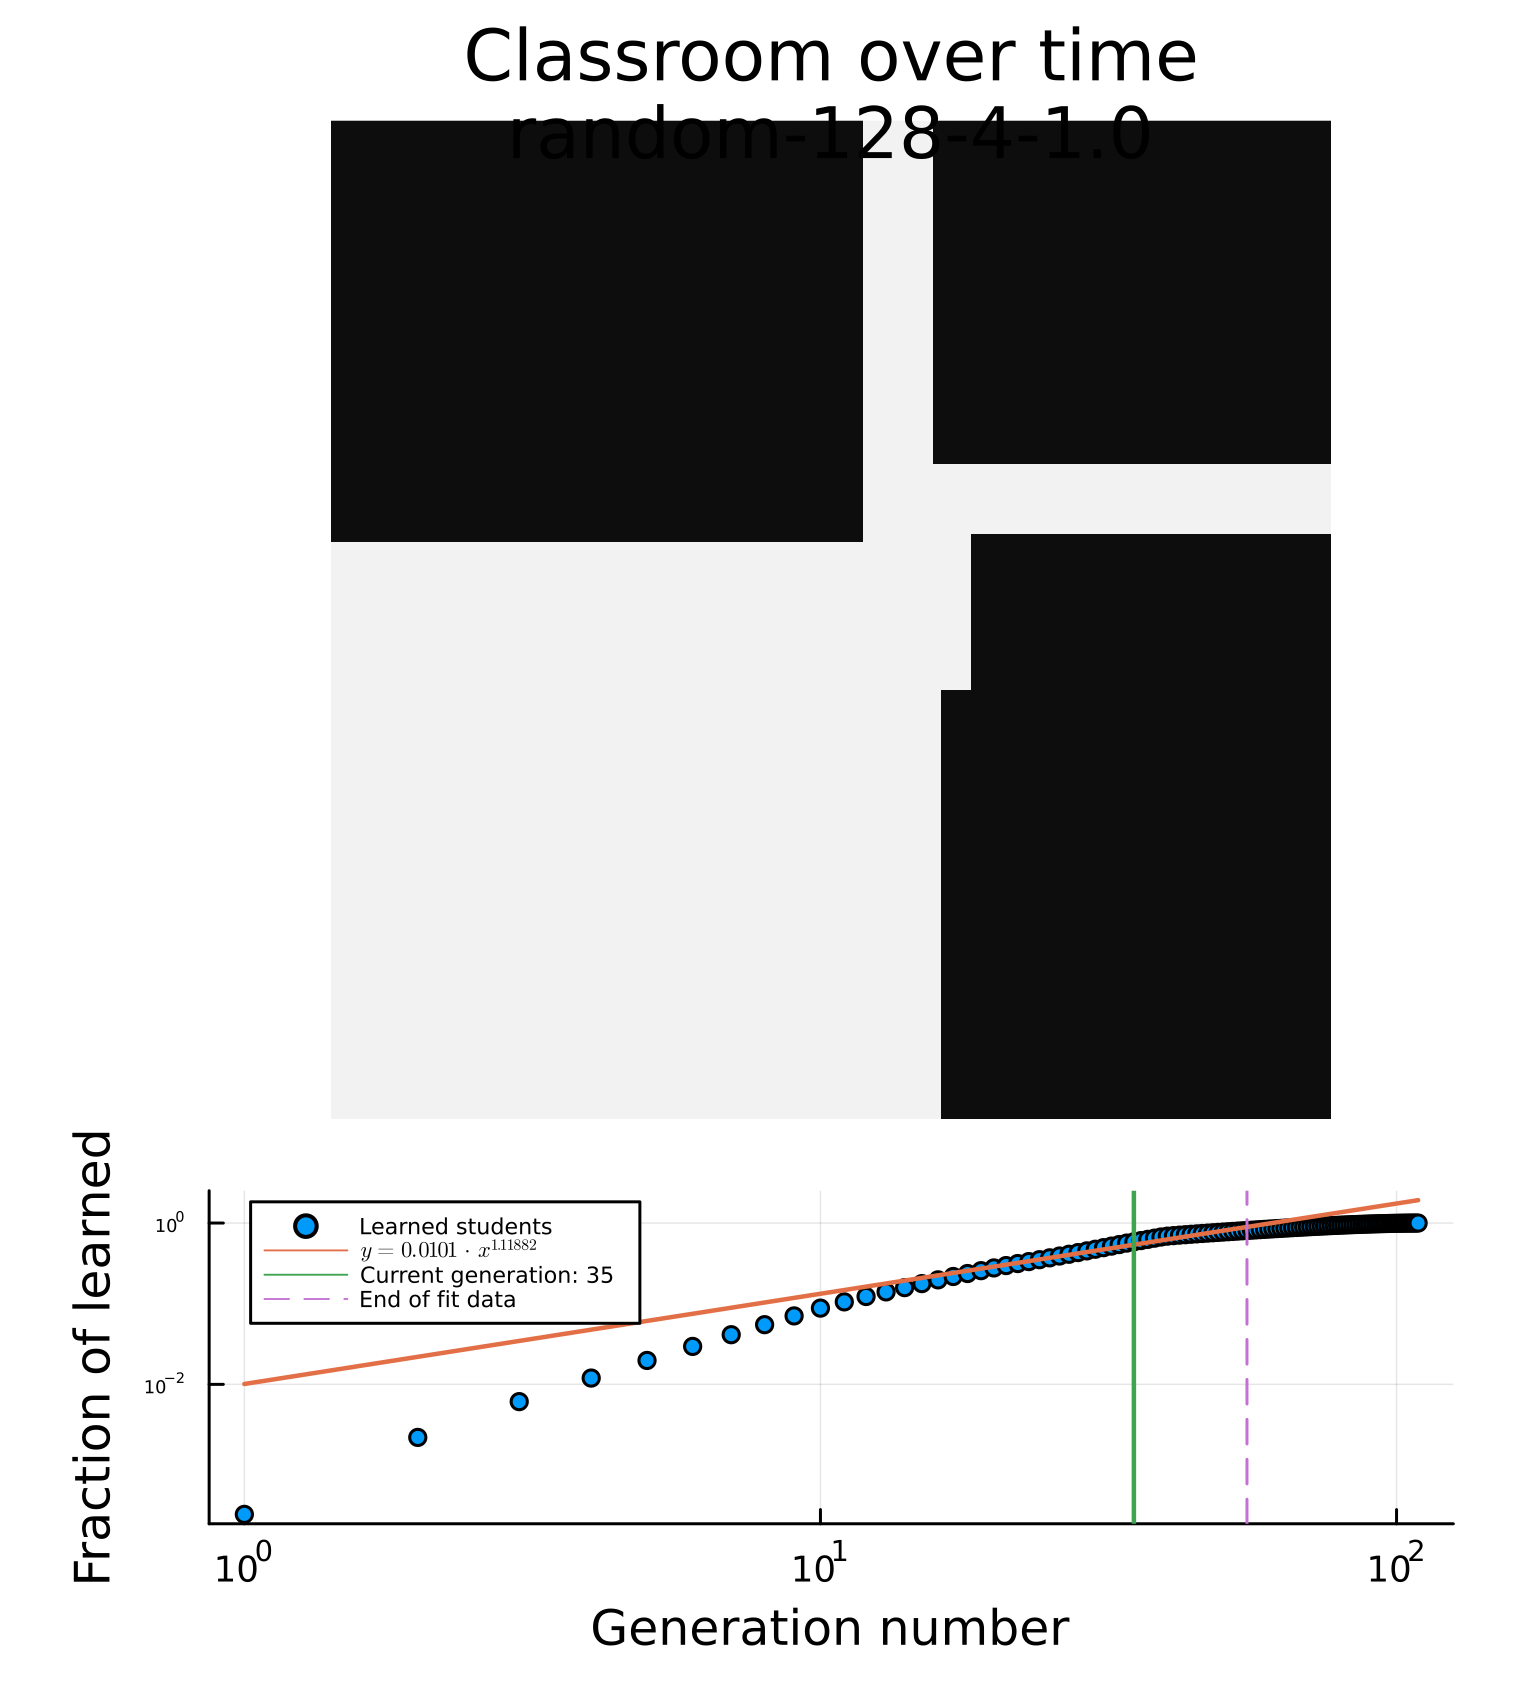 Classroom over time
random-128-4-1.0
Fraction of learned
10^0
10^-2
Learned students
y = 0.0101 · x^1.11882
Current generation: 35
End of fit data
10^0
10^1
10^2
Generation number